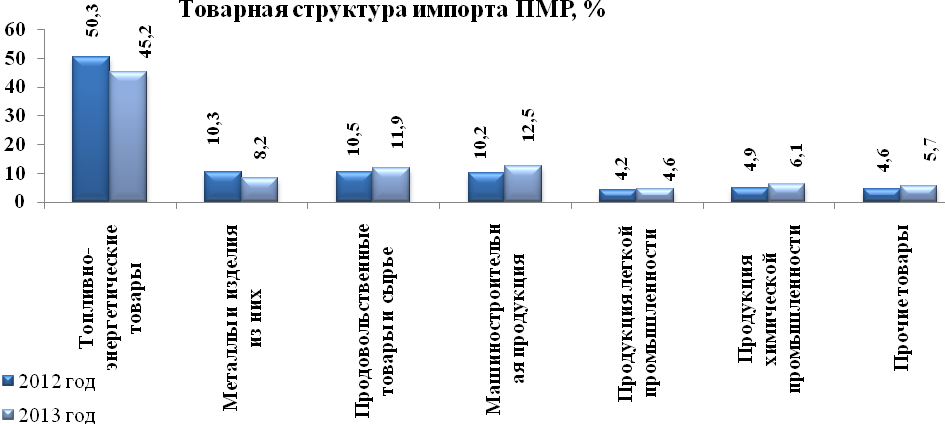 Товарная структура импорта ПМР, %
60
50
40
30
20
10
0
50,3
45,2
10,3
8,2
10,5
11,9
10,2
12,5
4,2
4,6
4,9
6,1
4,6
5,7
Топливно-
энергетические
товары
Металлы и изделия
из них
Продовольственные
товары и сырье
Машиностроительн
ая продукция
Продукция легкой
промышленности
Продукция
химической
промышленности
Прочие товары
2012 год
2013 год